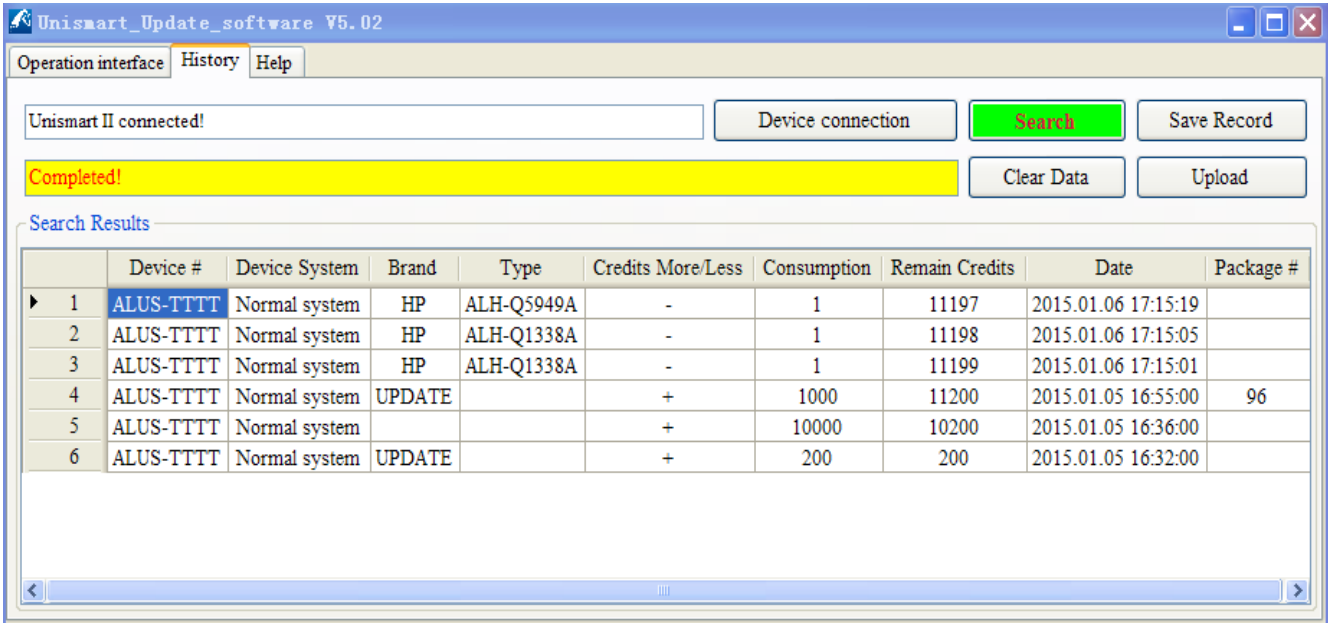 Unismart_Update_software V5.02
Operation interface History Help
Unismart II connected! Device connection Search Save Record
Completed! Clear Data Upload
Search Results
Device # Device System Brand Type Credits More/Less Consumption Remain Credits Date Package #
1 ALUS-TTTT Normal system HP ALH-Q5949A - 1 11197 2015.01.06 17:15:19
2 ALUS-TTTT Normal system HP ALH-Q1338A - 1 11198 2015.01.06 17:15:05
3 ALUS-TTTT Normal system HP ALH-Q1338A - 1 11199 2015.01.06 17:15:01
4 ALUS-TTTT Normal system UPDATE + 1000 11200 2015.01.05 16:55:00 96
5 ALUS-TTTT Normal system + 10000 10200 2015.01.05 16:36:00
6 ALUS-TTTT Normal system UPDATE + 200 200 2015.01.05 16:32:00